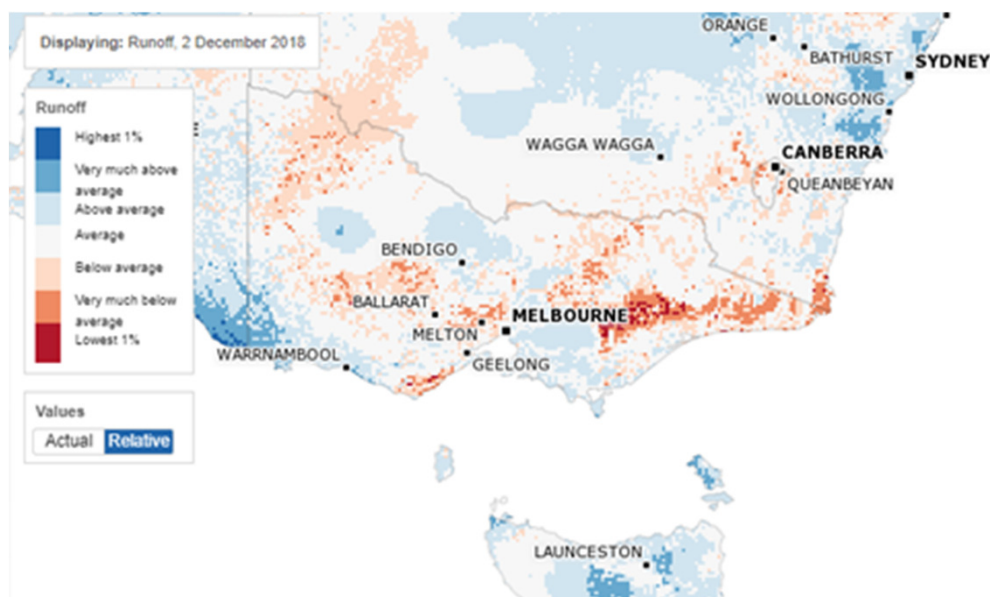 Displaying: Runoff, 2 December 2018
Runoff
Highest 1%
Very much above
average
Above average
Average
Below average
Very much below
average
Lowest 1%
Values
Actual Relative
ORANGE
BATHURST
SYDNEY
WOLLONGONG
WAGGA WAGGA
CANBERRA
QUEANBEYAN
BENDIGO
BALLARAT
MELBOURNE
MELTON
WARRNAMBOOL
GEELONG
LAUNCESTON